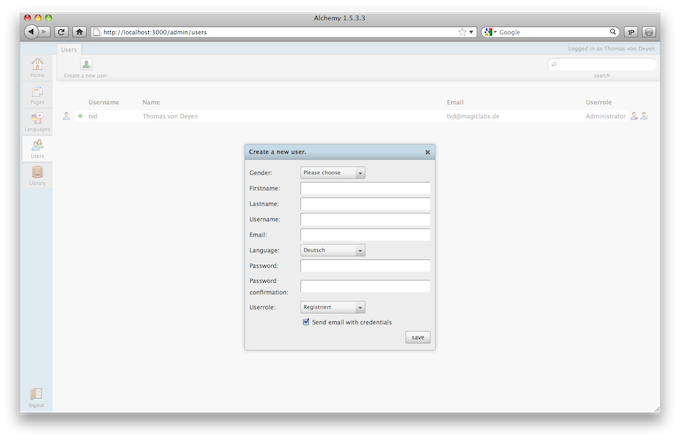 Alchemy 1.5.3.3
http://localhost:3000/admin/users
Google
Users
Logged in as Thomas von Deyen
Home
Create a new user.
search
Pages
Username Name Email Userrole
tvd Thomas von Deyen tvd@magiclabs.de Administrator
Languages
Users
Library
Create a new user.
Gender: Please choose
Firstname:
Lastname:
Username:
Email:
Language: Deutsch
Password:
Password
confirmation:
Userrole: Registriert
Send email with credentials
save
logout